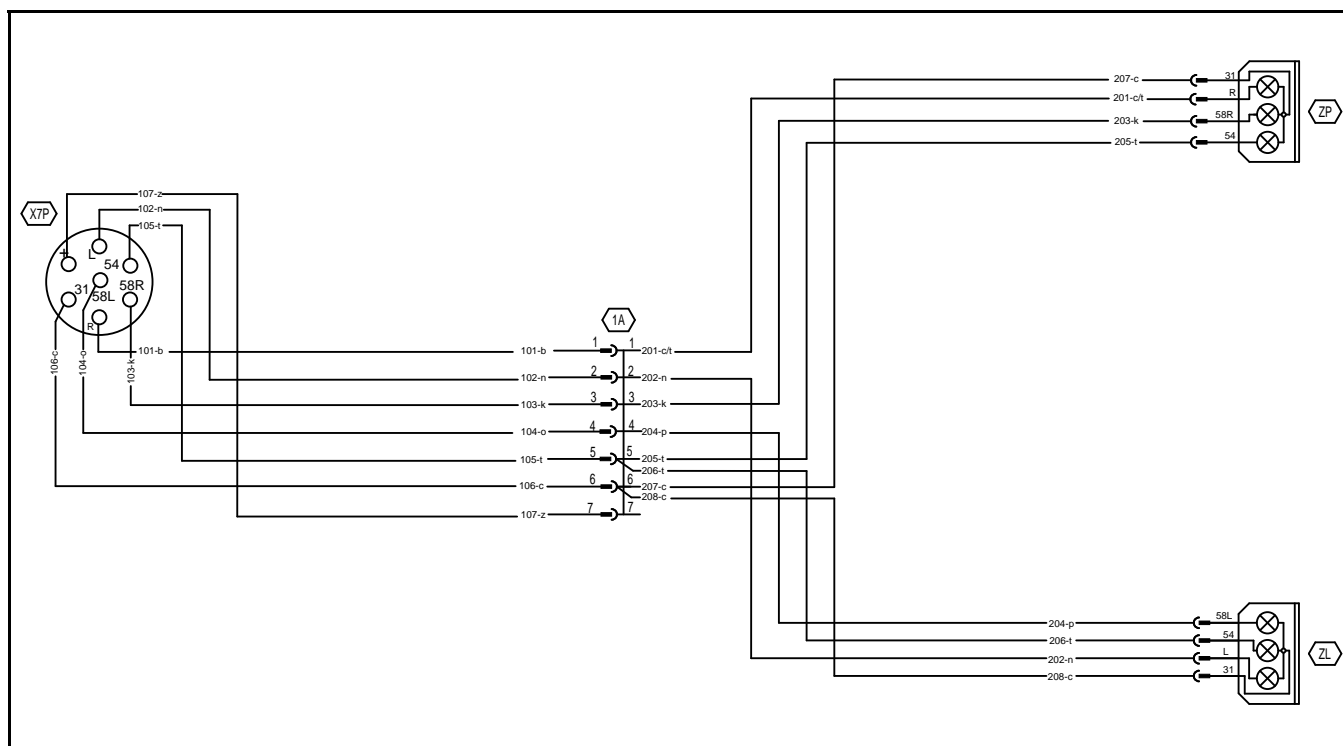 207-c 31
201-c/t R
203-k 58R
205-t 54
ZP
107-z
X7P
102-n
105-t
+ L 54
31 58L 58R
R
106-c
104-o
103-k
101-b
1A
101-b 1 1 201-c/t
102-n 2 2 202-n
103-k 3 3 203-k
104-o 4 4 204-p
105-t 5 5 205-t
206-t
106-c 6 6 207-c
208-c
107-z 7 7
204-p 58L
206-t 54
202-n L
208-c 31
ZL